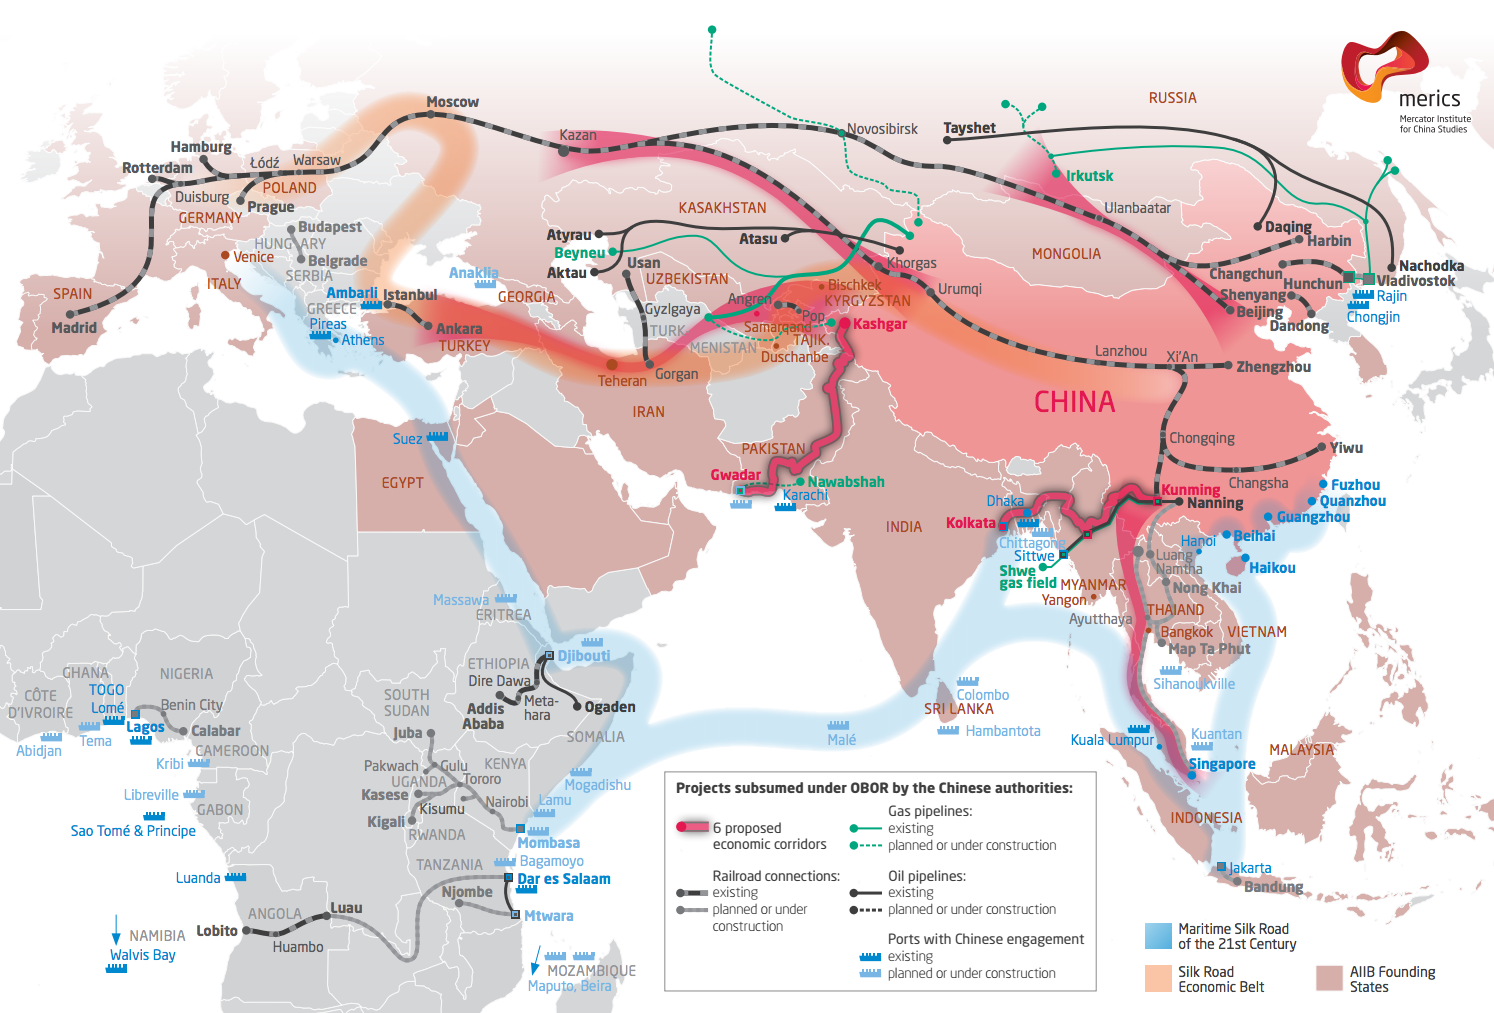 merics
Mercator Institute
for China Studies
RUSSIA
Moscow
Kazan
Novosibirsk
Tayshet
Hamburg
Rotterdam
Łódź
Warsaw
Duisburg
POLAND
Prague
GERMANY
Irkutsk
Ulanbaatar
KASAKHSTAN
MONGOLIA
Budapest
HUNGARY
Belgrade
SERBIA
Venice
ITALY
SPAIN
Madrid
GREECE
Pireas
Athens
Ambarli
Istanbul
Ankara
TURKEY
Anaklia
GEORGIA
Atyrau
Beyneu
Aktau
Usan
UZBEKISTAN
Atasu
Khorgas
Urumqi
Bischkek
KYRGYZSTAN
Angren
Pop
Gyzlgaya
TURK
MENISTAN
Samarqand
TAJIK.
Duschanbe
Kashgar
Gorgan
Teheran
IRAN
Daqing
Harbin
Changchun
Hunchun
Nachodka
Vladivostok
Rajin
Chongjin
Shenyang
Beijing
Dandong
Lanzhou
Xi'An
Zhengzhou
CHINA
Chongqing
Yiwu
Changsha
Fuzhou
Quanzhou
Guangzhou
Beihai
Haikou
Hanoi
Kunming
Nanning
PAKISTAN
Gwadar
Nawabshah
Karachi
INDIA
Dhaka
Kolkata
Chittagong
Sittwe
Shwe
gas field
MYANMAR
Yangon
Luang
Namtha
Nong Khai
THAIAND
Ayutthaya
Bangkok
VIETNAM
Map Ta Phut
Sihanoukville
Suez
EGYPT
Massawa
ERITREA
Djibouti
ETHIOPIA
Dire Dawa
Meta-
hara
Addis
Ababa
Ogaden
SOMALIA
SOUTH
SUDAN
Juba
GHANA
NIGERIA
CÔTE
D'IVROIRE
TOGO
Lomé
Benin City
Lagos
Calabar
Tema
Abidjan
CAMEROON
Kribi
Libreville
GABON
Sao Tomé & Principe
Pakwach
Gulu
KENYA
UGANDA
Tororo
Kasese
Kisumu
Nairobi
Lamu
Mogadishu
Kigali
RWANDA
Mombasa
TANZANIA
Bagamoyo
Dar es Salaam
Njombe
Mtwara
Luanda
ANGOLA
Luau
Lobito
Huambo
NAMIBIA
Walvis Bay
MOZAMBIQUE
Maputo, Beira
Malé
Colombo
SRI LANKA
Hambantota
Kuala Lumpur
Kuantan
Singapore
MALAYSIA
INDONESIA
Jakarta
Bandung
Projects subsumed under OBOR by the Chinese authorities:
6 proposed
economic corridors
Gas pipelines:
existing
planned or under construction
Railroad connections:
existing
planned or under
construction
Oil pipelines:
existing
planned or under construction
Ports with Chinese engagement
existing
planned or under construction
Maritime Silk Road
of the 21st Century
Silk Road
Economic Belt
AIIB Founding
States